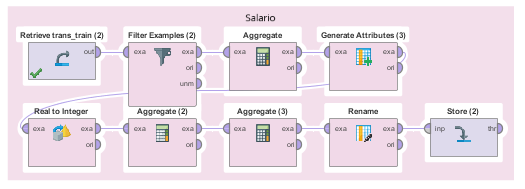 Salario
Retrieve trans_train (2)
Filter Examples (2)
Aggregate
Generate Attributes (3)
out
exa
exa
exa
exa
exa
exa
ori
ori
ori
unm
Real to Integer
Aggregate (2)
Aggregate (3)
Rename
Store (2)
exa
exa
exa
exa
exa
exa
exa
exa
inp
thr
ori
ori
ori
ori